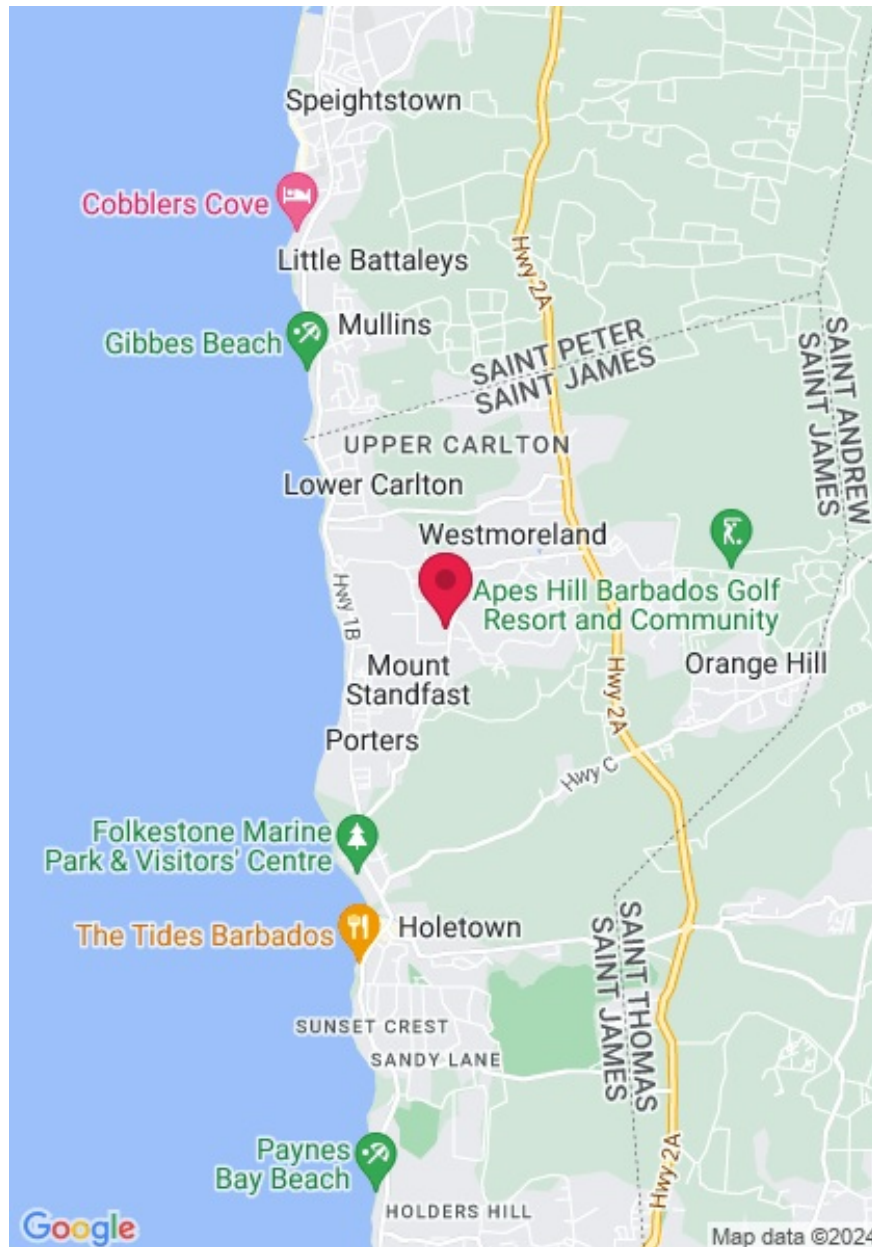 Speightstown
Cobblers Cove
Little Battaleys
Hwy 2A
Mullins
Gibbes Beach
SAINT PETER
SAINT JAMES
SAINT ANDREW
SAINT JAMES
UPPER CARLTON
Lower Carlton
Westmoreland
Hwy 1B
Apes Hill Barbados Golf
Resort and Community
Mount
Standfast
Orange Hill
Hwy 2A
Porters
Hwy C
Folkestone Marine
Park & Visitors' Centre
The Tides Barbados
Holetown
SAINT THOMAS
SAINT JAMES
SUNSET CREST
SANDY LANE
Paynes
Bay Beach
Hwy 2A
HOLDERS HILL
Google
Map data ©2024